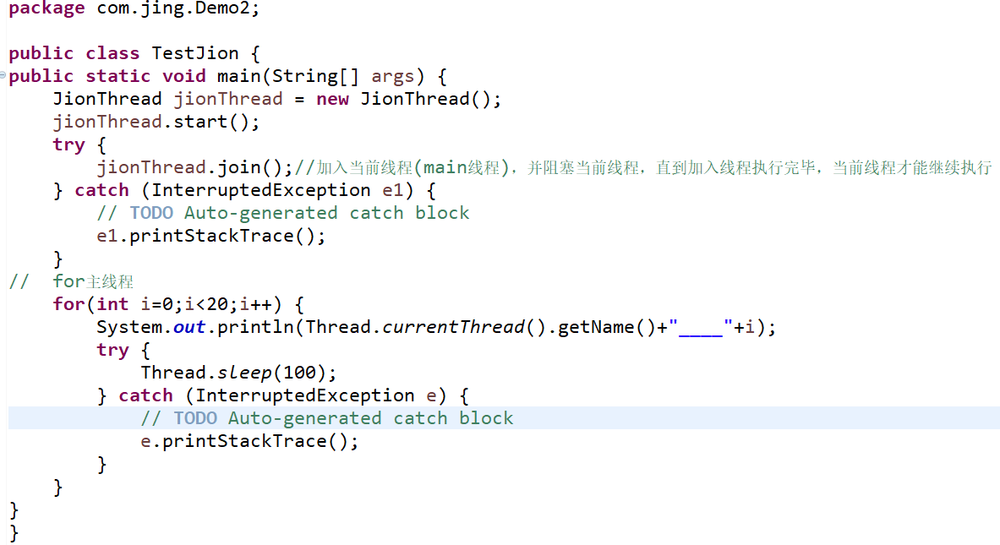 package com.jing.Demo2;
public class TestJion {
public static void main(String[] args) {
    JionThread jionThread = new JionThread();
    jionThread.start();
    try {
        jionThread.join();//加入当前线程(main线程)，并阻塞当前线程，直到加入线程执行完毕，当前线程才能继续执行
    } catch (InterruptedException e1) {
        // TODO Auto-generated catch block
        e1.printStackTrace();
    }
//  for主线程
    for(int i=0;i<20;i++) {
        System.out.println(Thread.currentThread().getName()+"____"+i);
        try {
            Thread.sleep(100);
        } catch (InterruptedException e) {
            // TODO Auto-generated catch block
            e.printStackTrace();
        }
    }
}
}